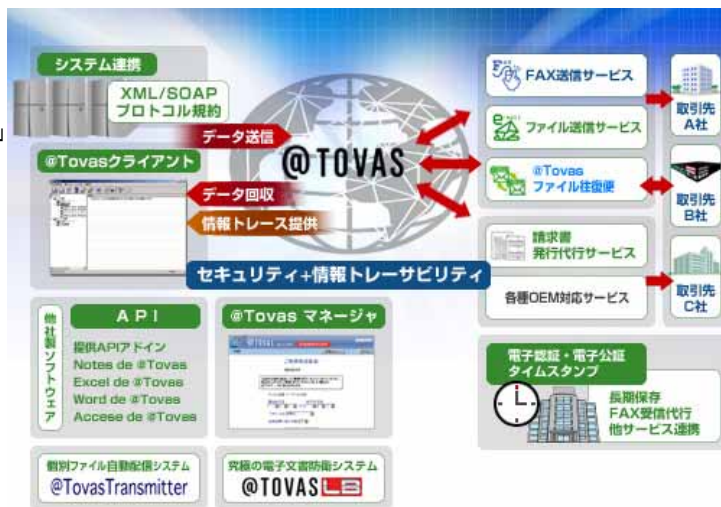 」
システム連携
XML/SOAP
プロトコル規約
データ送信
@Tovasクライアント
データ回収
情報トレース提供
@TOVAS
セキュリティ+情報トレーサビリティ
FAX送信サービス
ファイル送信サービス
@Tovas
ファイル往復便
請求書
発行代行サービス
各種OEM対応サービス
取引先
A社
取引先
B社
取引先
C社
他社製ソフトウェア
API
提供APIアドイン
Notes de @Tovas
Excel de @Tovas
Word de @Tovas
Accese de @Tovas
@Tovas マネージャ
@TOVAS
電子認証・電子公証
タイムスタンプ
長期保存
FAX受信代行
他サービス連携
個別ファイル自動配信システム
@TovasTransmitter
究極の電子文書防衛システム
@TOVAS LB